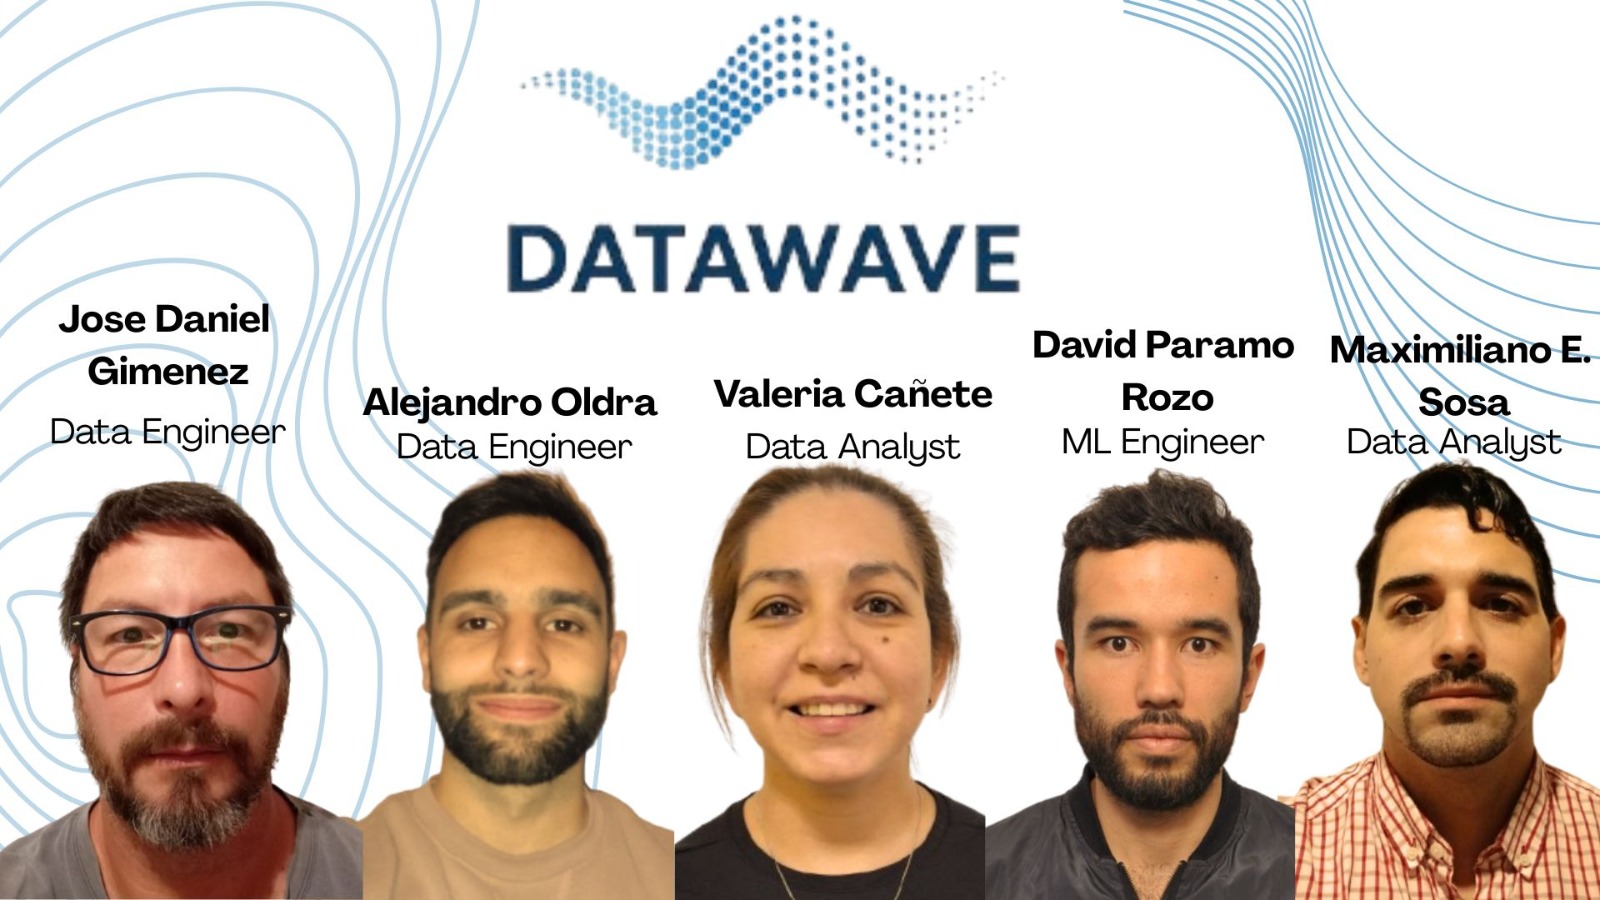 DATAWAVE
Jose Daniel
Gimenez
Data Engineer
Alejandro Oldra
Data Engineer
Valeria Cañete
Data Analyst
David Paramo
Rozo
ML Engineer
Maximiliano E.
Sosa
Data Analyst